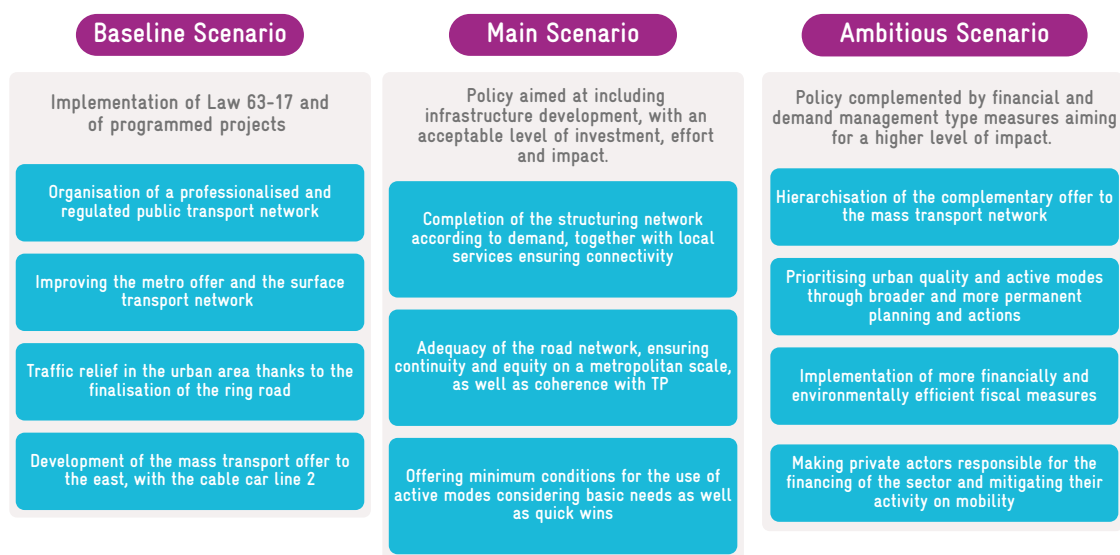 Baseline Scenario
Implementation of Law 63-17 and
of programmed projects
Organisation of a professionalised and
regulated public transport network
Improving the metro offer and the surface
transport network
Traffic relief in the urban area thanks to the
finalisation of the ring road
Development of the mass transport offer to
the east, with the cable car line 2
Main Scenario
Policy aimed at including
infrastructure development, with an
acceptable level of investment, effort
and impact.
Completion of the structuring network
according to demand, together with local
services ensuring connectivity
Adequacy of the road network, ensuring
continuity and equity on a metropolitan scale,
as well as coherence with TP
Offering minimum conditions for the use of
active modes considering basic needs as well
as quick wins
Ambitious Scenario
Policy complemented by financial and
demand management type measures aiming
for a higher level of impact.
Hierarchisation of the complementary offer to
the mass transport network
Prioritising urban quality and active modes
through broader and more permanent
planning and actions
Implementation of more financially and
environmentally efficient fiscal measures
Making private actors responsible for the
financing of the sector and mitigating their
activity on mobility